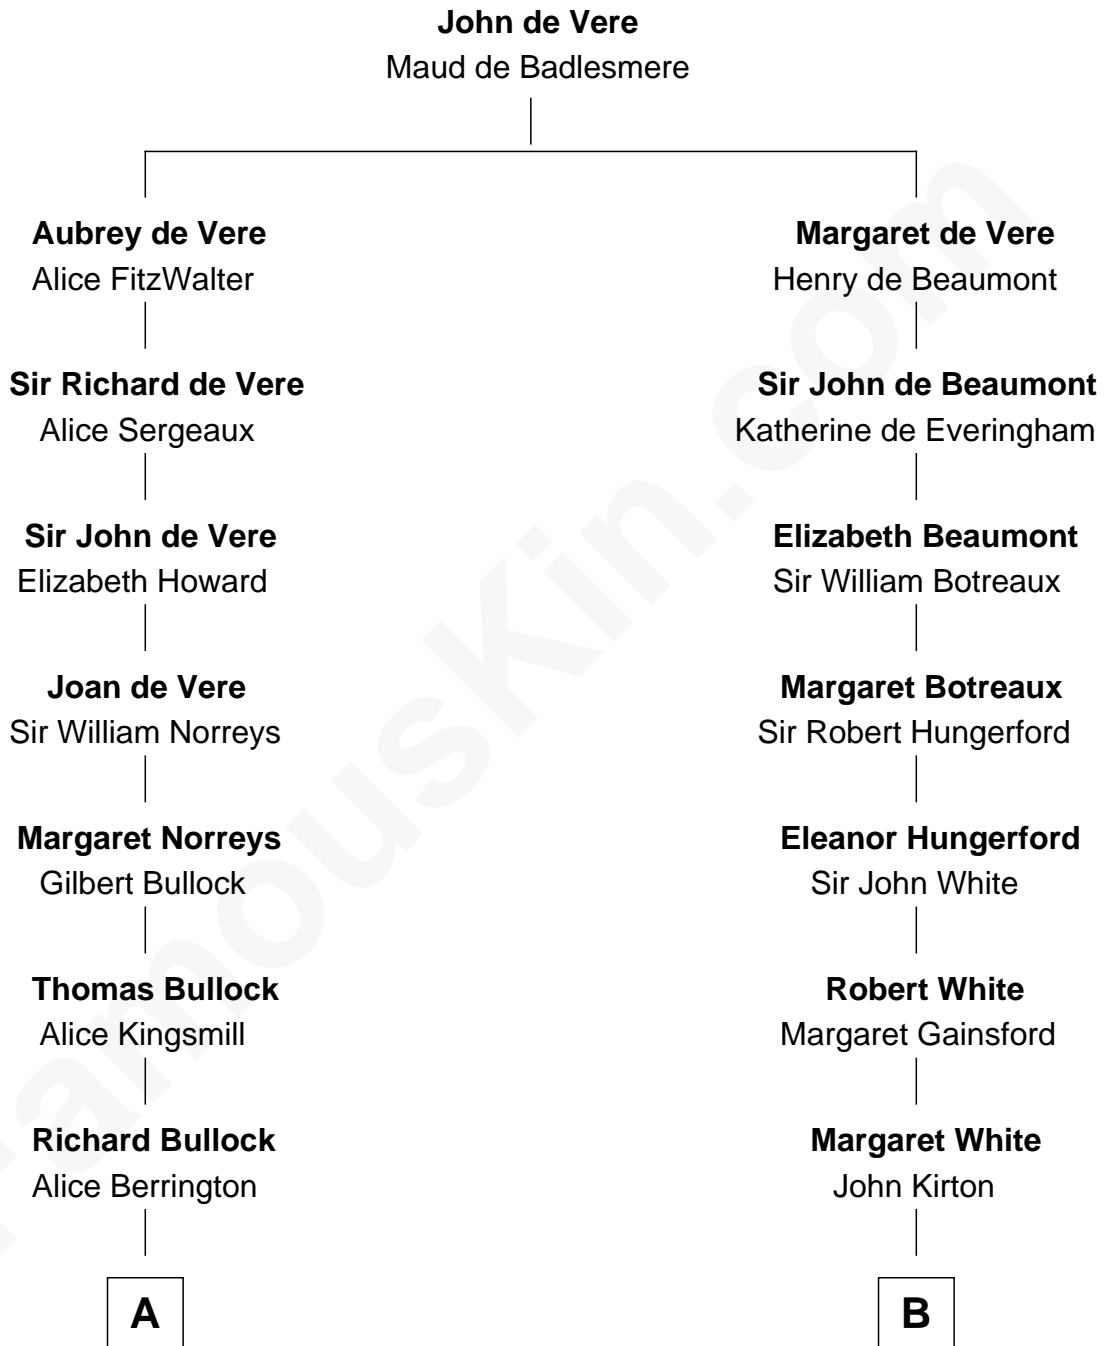 John de Vere
Maud de Badlesmere
Aubrey de Vere
Alice FitzWalter
Margaret de Vere
Henry de Beaumont
Sir Richard de Vere
Alice Sergeaux
Sir John de Beaumont
Katherine de Everingham
Sir John de Vere
Elizabeth Howard
Elizabeth Beaumont
Sir William Botreaux
Joan de Vere
Sir William Norreys
Margaret Botreaux
Sir Robert Hungerford
Margaret Norreys
Gilbert Bullock
Eleanor Hungerford
Sir John White
Thomas Bullock
Alice Kingsmill
Robert White
Margaret Gainsford
Richard Bullock
Alice Berrington
Margaret White
John Kirton
A
B
FamousKin.com